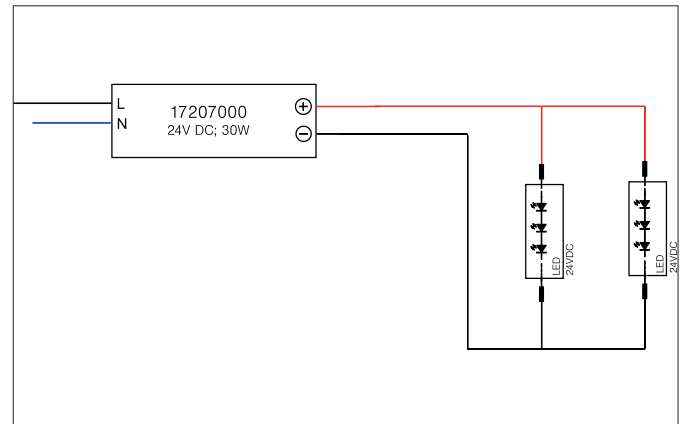 L
N
17207000
24V DC; 30W
+
−
LED
24VDC
LED
24VDC